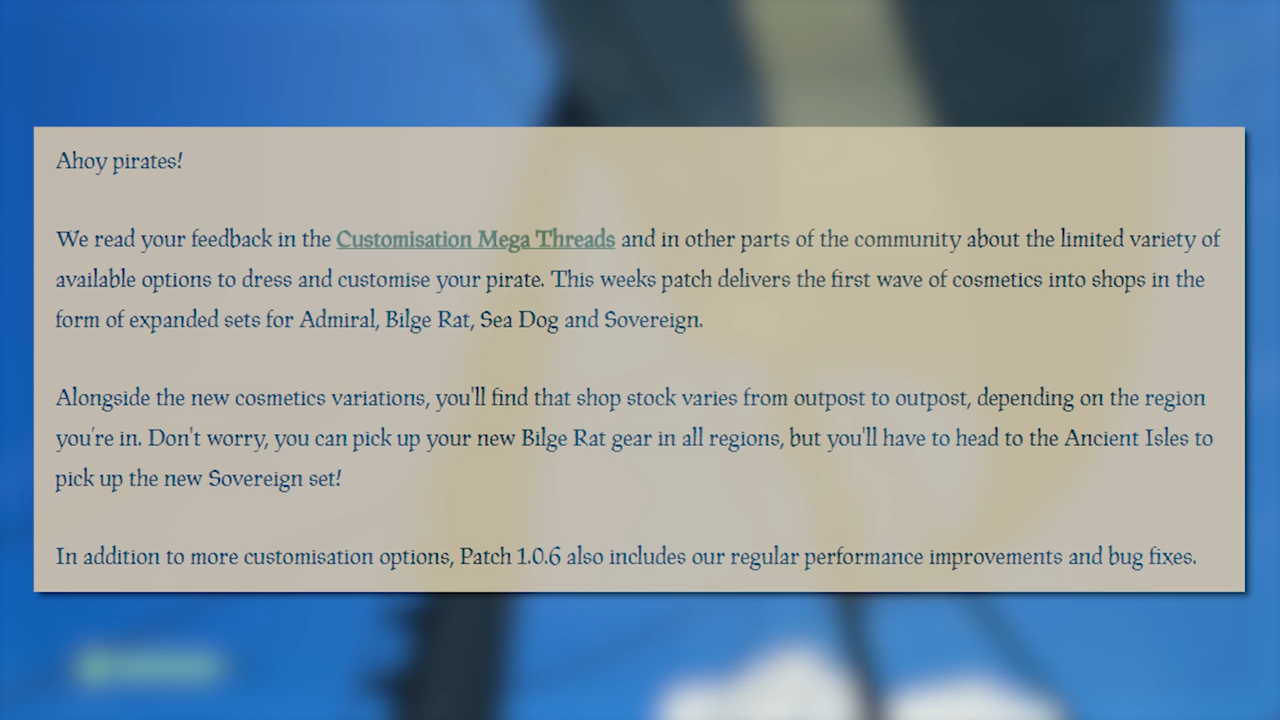 Ahoy pirates!
We read your feedback in the Customisation Mega Threads and in other parts of the community about the limited variety of
available options to dress and customise your pirate. This weeks patch delivers the first wave of cosmetics into shops in the
form of expanded sets for Admiral, Bilge Rat, Sea Dog and Sovereign.
Alongside the new cosmetics variations, you'll find that shop stock varies from outpost to outpost, depending on the region
you're in. Don't worry, you can pick up your new Bilge Rat gear in all regions, but you'll have to head to the Ancient Isles to
pick up the new Sovereign set!
In addition to more customisation options, Patch 1.0.6 also includes our regular performance improvements and bug fixes.